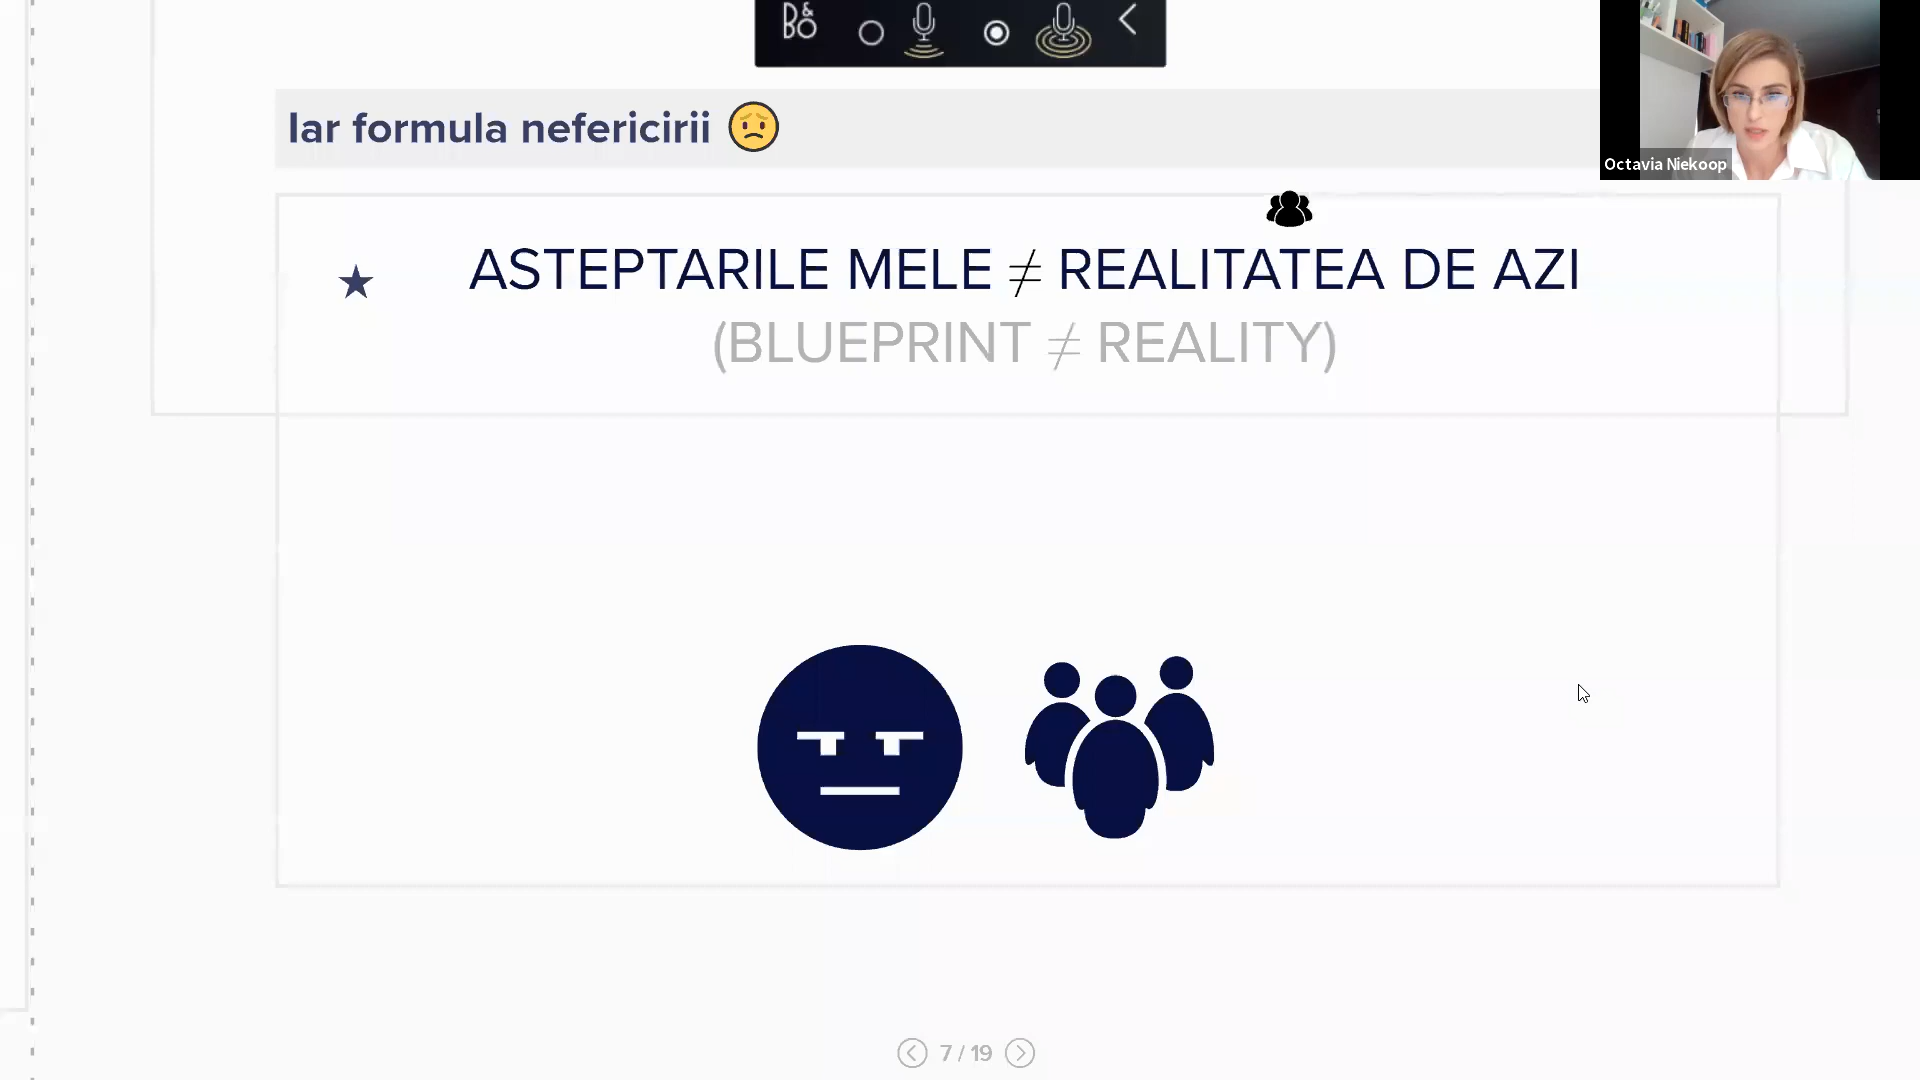 B&O
Iar formula nefericirii
Octavia Niekoop
ASTEPTARILE MELE ≠ REALITATEA DE AZI
(BLUEPRINT ≠ REALITY)
7 / 19